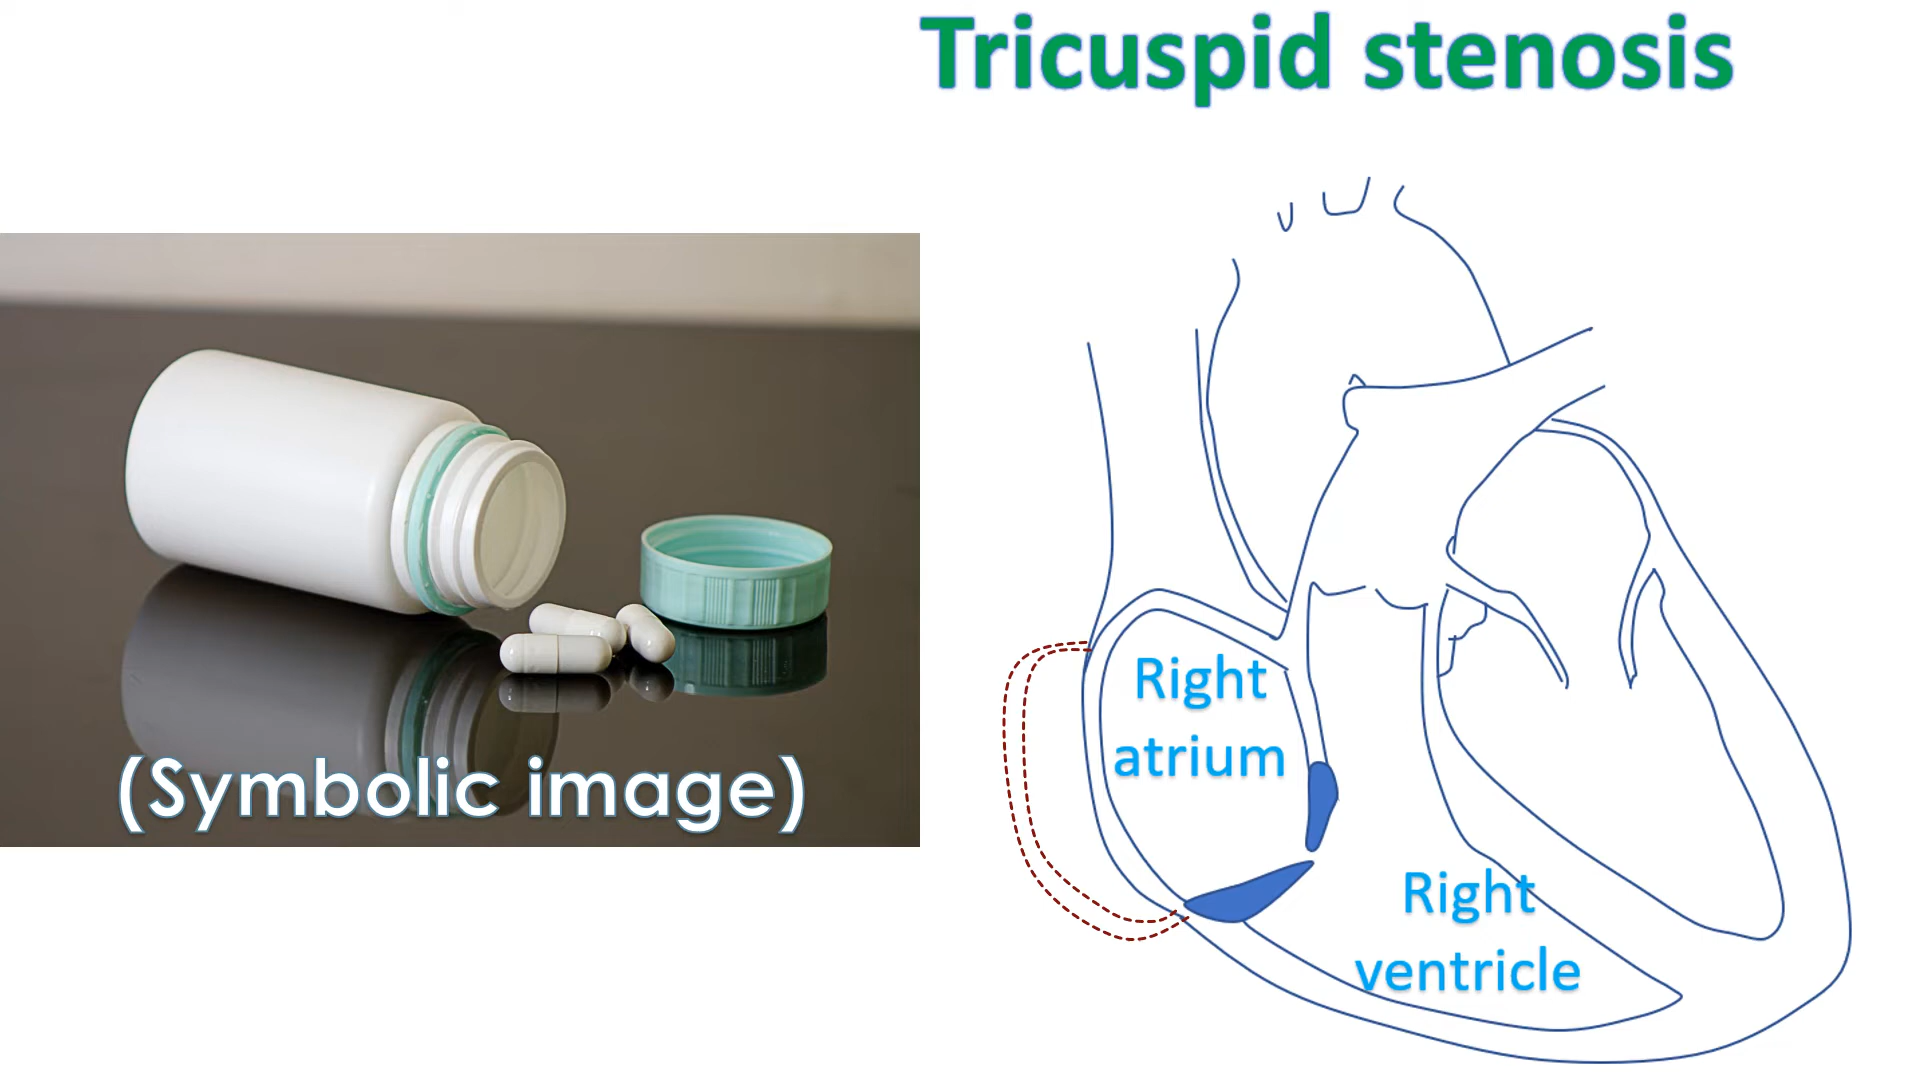 Tricuspid stenosis
(Symbolic image)
Right
atrium
Right
ventricle